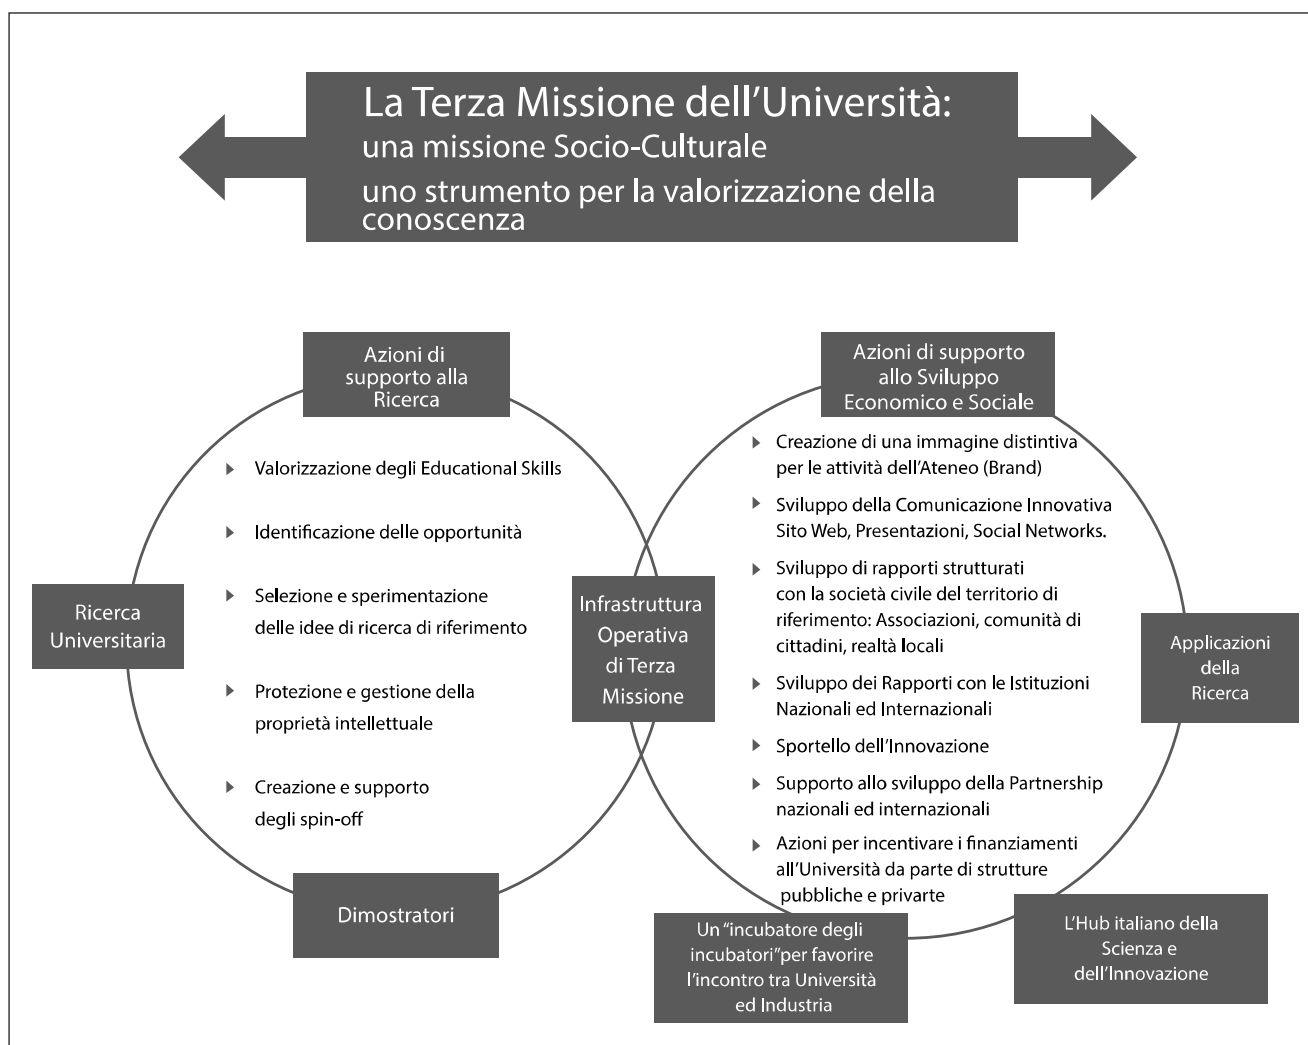 La Terza Missione dell'Università:
una missione Socio-Culturale
uno strumento per la valorizzazione della
conoscenza
Azioni di
supporto alla
Ricerca
Valorizzazione degli Educational Skills
Identificazione delle opportunità
Selezione e sperimentazione
delle idee di ricerca di riferimento
Protezione e gestione della
proprietà intellettuale
Creazione e supporto
degli spin-off
Ricerca
Universitaria
Dimostratori
Infrastruttura
Operativa
di Terza
Missione
Azioni di supporto
allo Sviluppo
Economico e Sociale
Creazione di una immagine distintiva
per le attività dell'Ateneo (Brand)
Sviluppo della Comunicazione Innovativa
Sito Web, Presentazioni, Social Networks.
Sviluppo di rapporti strutturati
con la società civile del territorio di
riferimento: Associazioni, comunità di
cittadini, realtà locali
Sviluppo dei Rapporti con le Istituzioni
Nazionali ed Internazionali
Sportello dell'Innovazione
Supporto allo sviluppo della Partnership
nazionali ed internazionali
Azioni per incentivare i finanziamenti
all'Università da parte di strutture
pubbliche e privarte
Applicazioni
della
Ricerca
Un "incubatore degli
incubatori"per favorire
l'incontro tra Università
ed Industria
L'Hub italiano della
Scienza e
dell'Innovazione